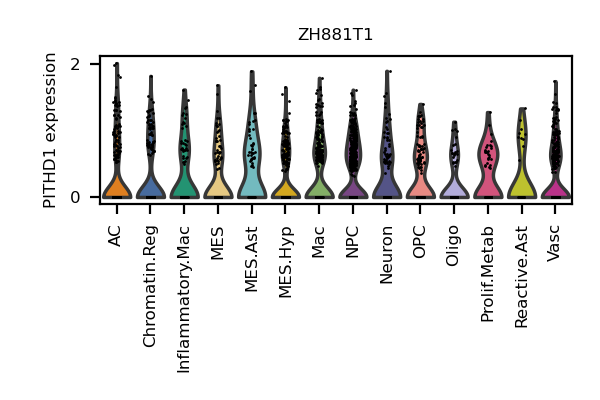 ZH881T1
PITHD1 expression
2
0
AC
Chromatin.Reg
Inflammatory.Mac
MES
MES.Ast
MES.Hyp
Mac
NPC
Neuron
OPC
Oligo
Prolif.Metab
Reactive.Ast
Vasc